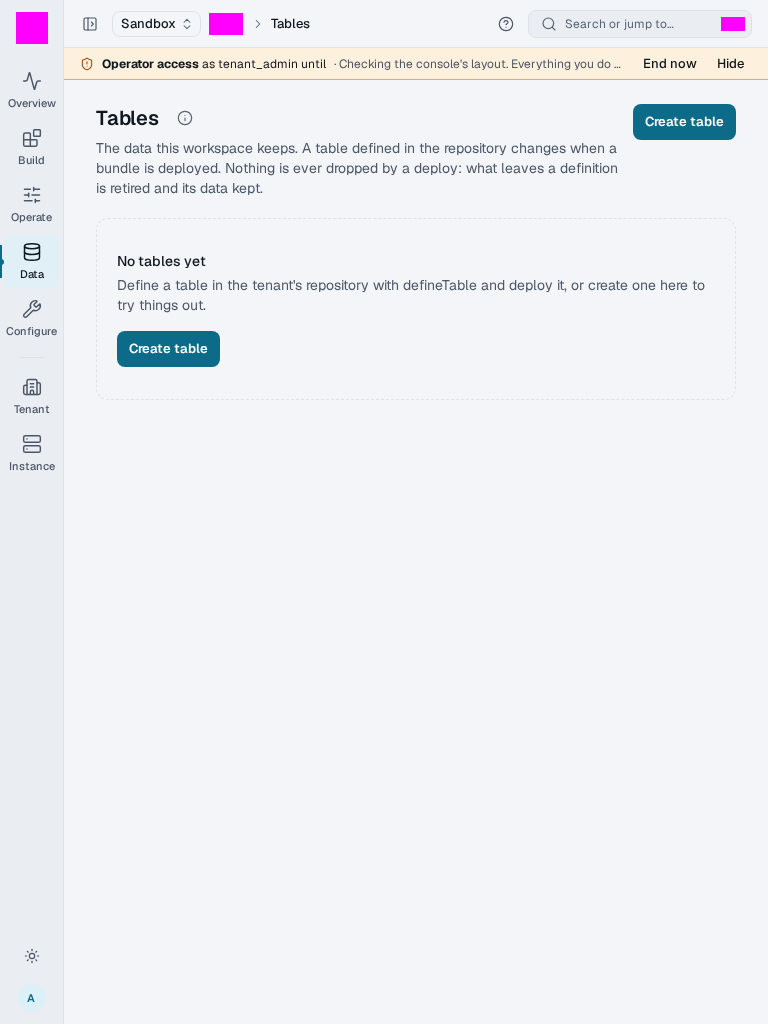 Sandbox
Tables
Search or jump to…
Operator access as tenant_admin until · Checking the console's layout. Everything you do …
End now
Hide
Overview
Build
Operate
Data
Configure
Tenant
Instance
A
Tables
Create table
The data this workspace keeps. A table defined in the repository changes when a
bundle is deployed. Nothing is ever dropped by a deploy: what leaves a definition
is retired and its data kept.
No tables yet
Define a table in the tenant's repository with defineTable and deploy it, or create one here to
try things out.
Create table